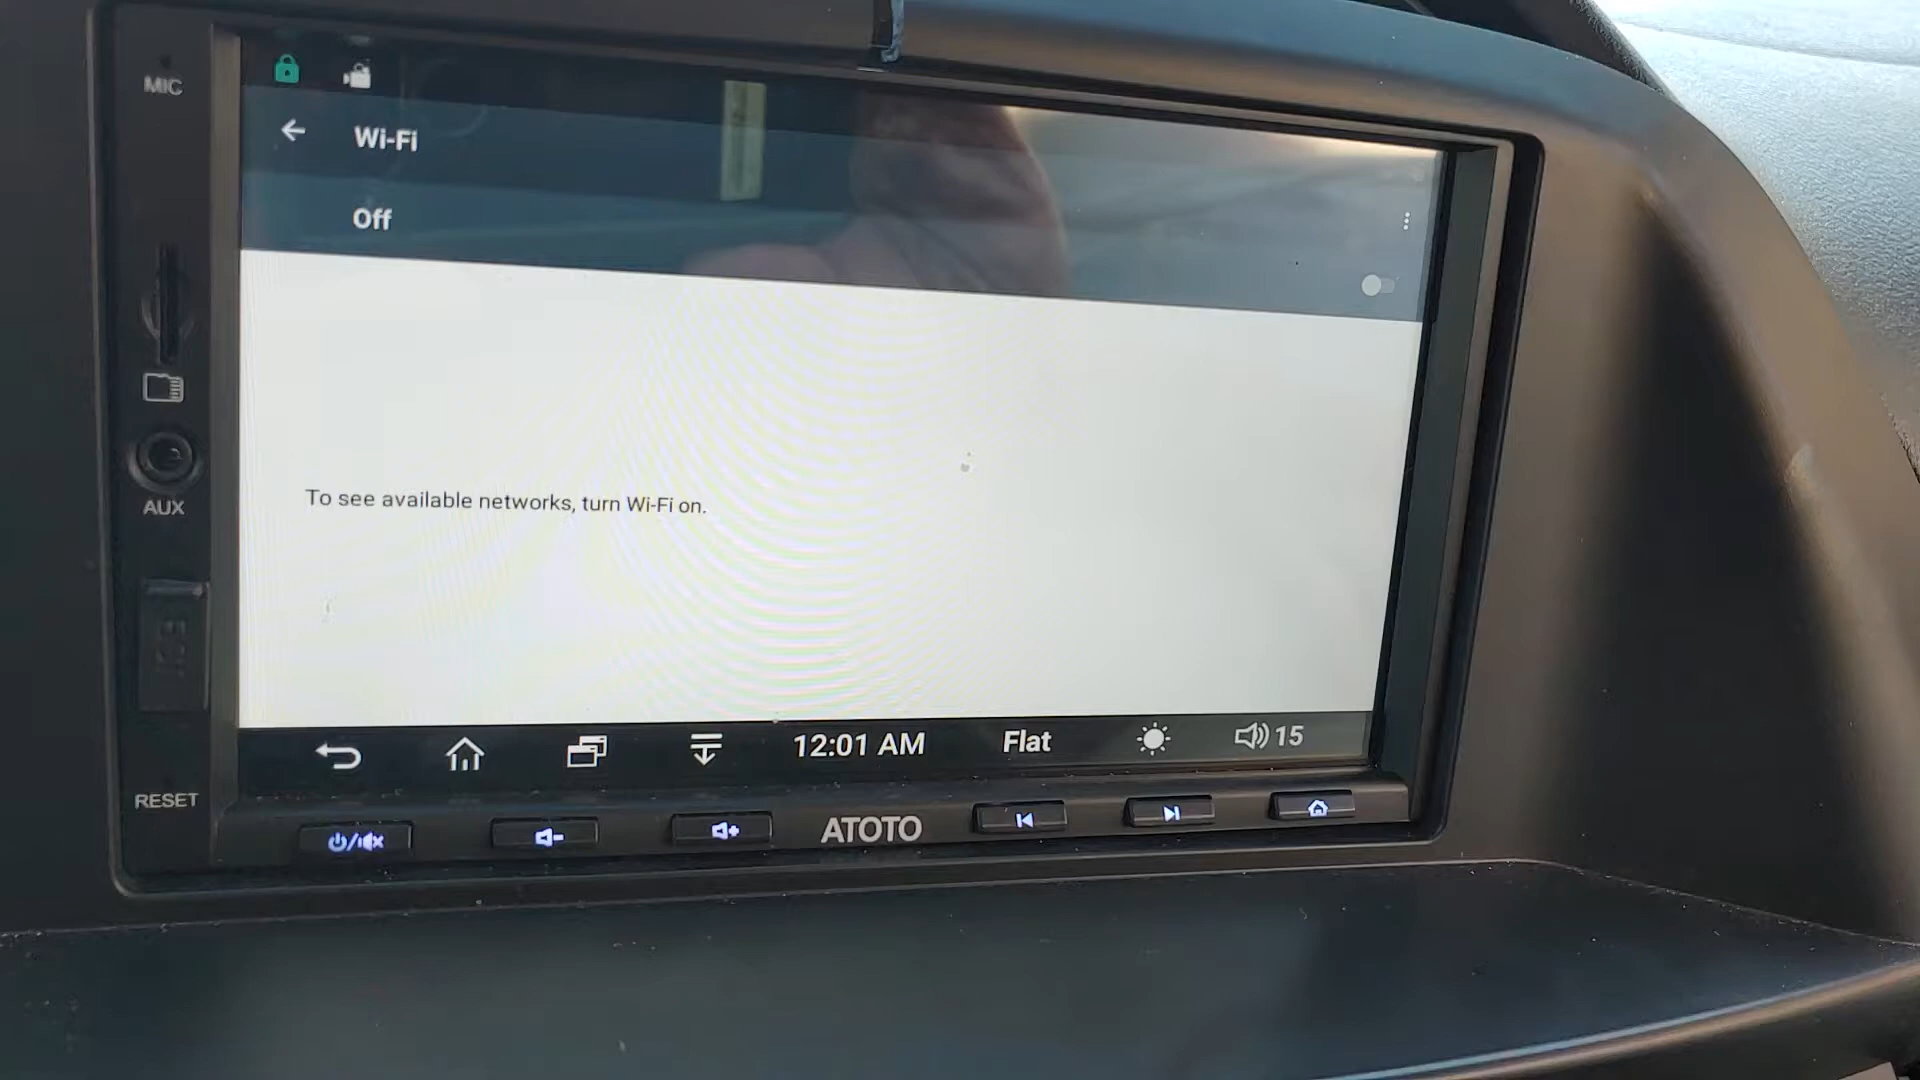 MIC
Wi-Fi
Off
AUX
To see available networks, turn Wi-Fi on.
12:01 AM
Flat
15
RESET
ATOTO